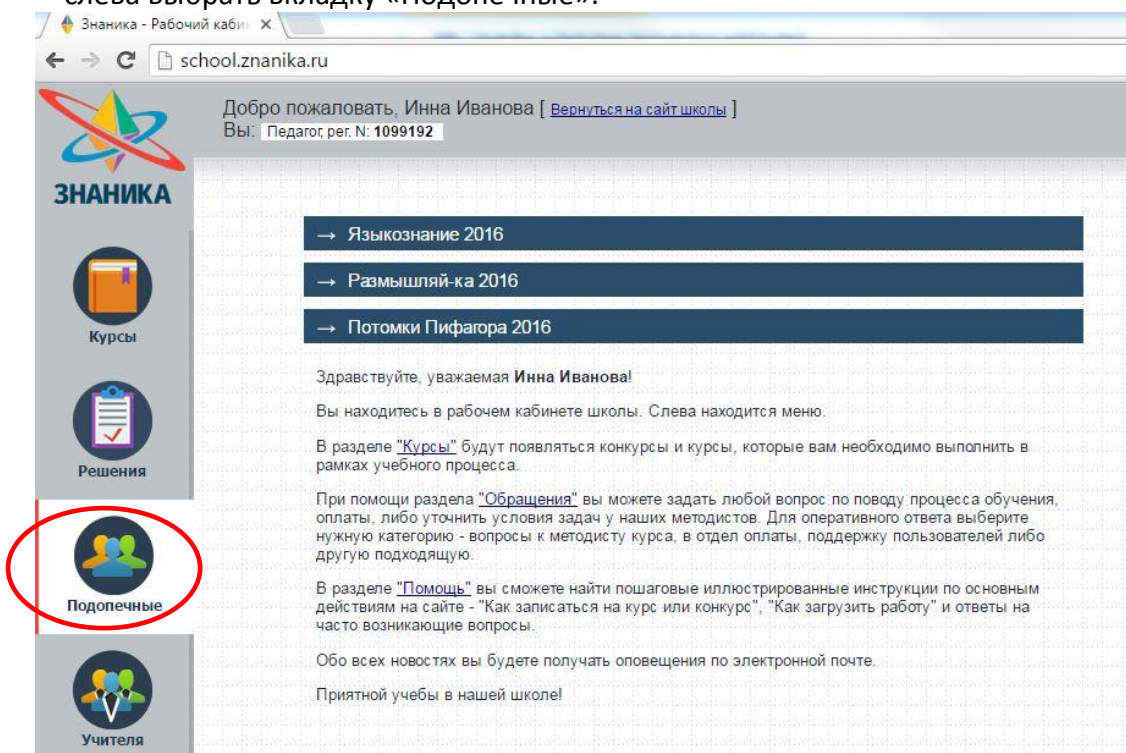 слева выбрать вкладку «Подопечные».
Знаника - Рабочий каби
school.znanika.ru
Добро пожаловать, Инна Иванова [ Вернуться на сайт школы ]
Вы: Педагог, рег. N: 1099192
ЗНАНИКА
Курсы
Решения
Подопечные
Учителя
→ Языкознание 2016
→ Размышляй-ка 2016
→ Потомки Пифагора 2016
Здравствуйте, уважаемая Инна Иванова!
Вы находитесь в рабочем кабинете школы. Слева находится меню.
В разделе "Курсы" будут появляться конкурсы и курсы, которые вам необходимо выполнить в
рамках учебного процесса.
При помощи раздела "Обращения" вы можете задать любой вопрос по поводу процесса обучения,
оплаты, либо уточнить условия задач у наших методистов. Для оперативного ответа выберите
нужную категорию - вопросы к методисту курса, в отдел оплаты, поддержку пользователей либо
другую подходящую.
В разделе "Помощь" вы сможете найти пошаговые иллюстрированные инструкции по основным
действиям на сайте - "Как записаться на курс или конкурс", "Как загрузить работу" и ответы на
часто возникающие вопросы.
Обо всех новостях вы будете получать оповещения по электронной почте.
Приятной учебы в нашей школе!